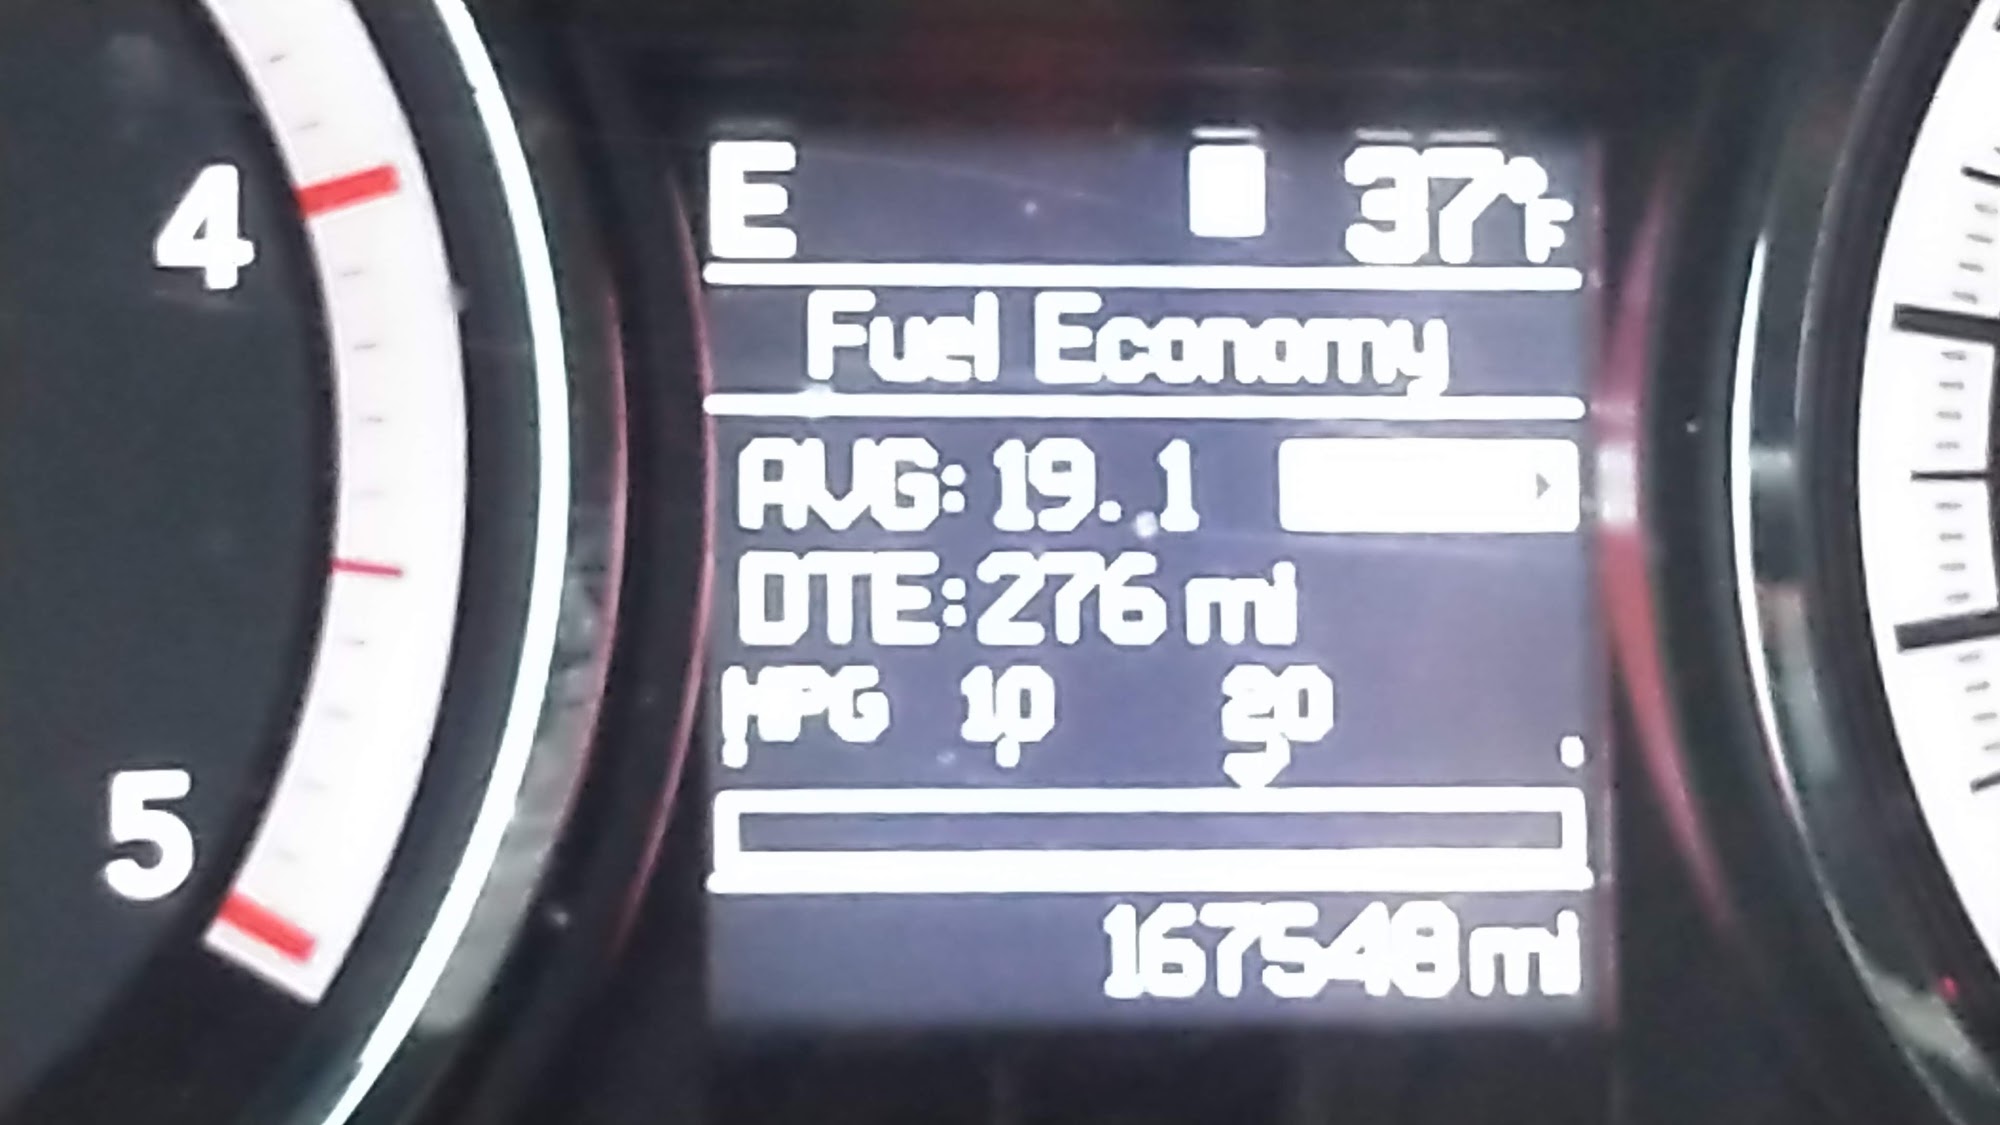 4
5
E 37°F
Fuel Economy
AVG: 19.1
DTE: 276 mi
MPG 10 20
167548 mi